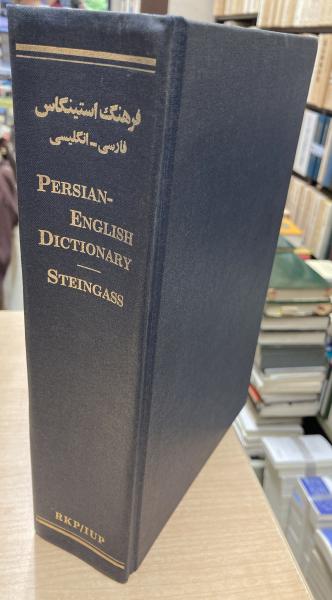 فرهنگ استینگاس
فارسی - انگلیسی
PERSIAN-
ENGLISH
DICTIONARY
STEINGASS
RKP/IUP